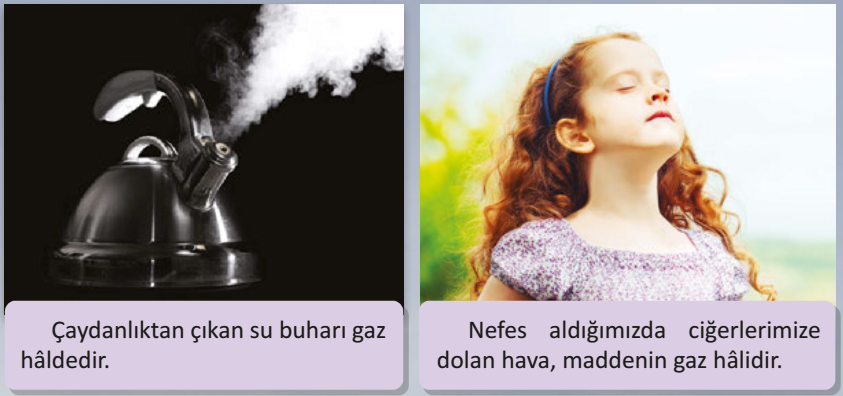 Çaydanlıktan çıkan su buharı gaz
hâldedir.
Nefes aldığımızda ciğerlerimize
dolan hava, maddenin gaz hâlidir.